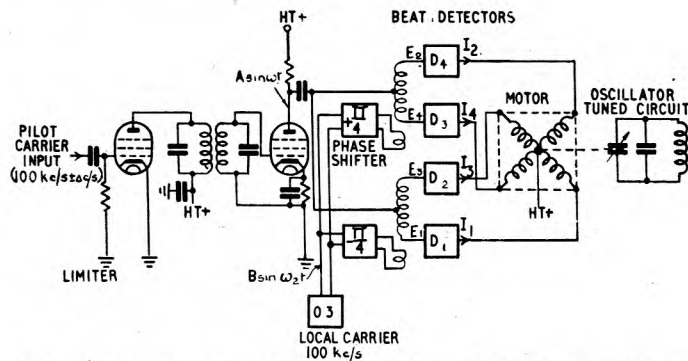 BEAT DETECTORS
HT+
A sin ωt
E2
D4
I2
E4
D3
I4
MOTOR
OSCILLATOR
TUNED CIRCUIT
PILOT
CARRIER
INPUT
(100 kc/s±Δc/s)
+π/4
PHASE
SHIFTER
E3
D2
I3
HT+
HT+
-π/4
E1
D1
I1
LIMITER
B sin ω2t
03
LOCAL CARRIER
100 kc/s